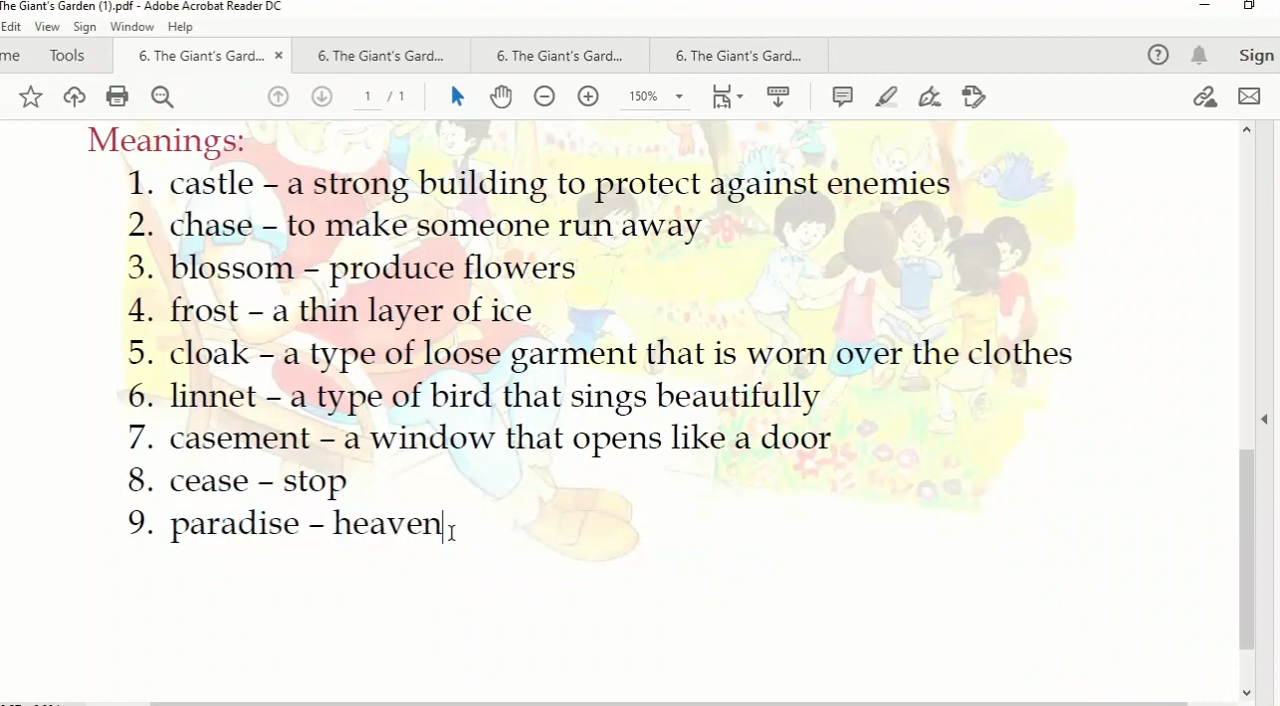 The Giant's Garden (1).pdf - Adobe Acrobat Reader DC
Edit View Sign Window Help
me Tools 6. The Giant's Gard... × 6. The Giant's Gard... 6. The Giant's Gard... 6. The Giant's Gard... Sign
1 / 1 150%
Meanings:
1. castle – a strong building to protect against enemies
2. chase – to make someone run away
3. blossom – produce flowers
4. frost – a thin layer of ice
5. cloak – a type of loose garment that is worn over the clothes
6. linnet – a type of bird that sings beautifully
7. casement – a window that opens like a door
8. cease – stop
9. paradise – heaven